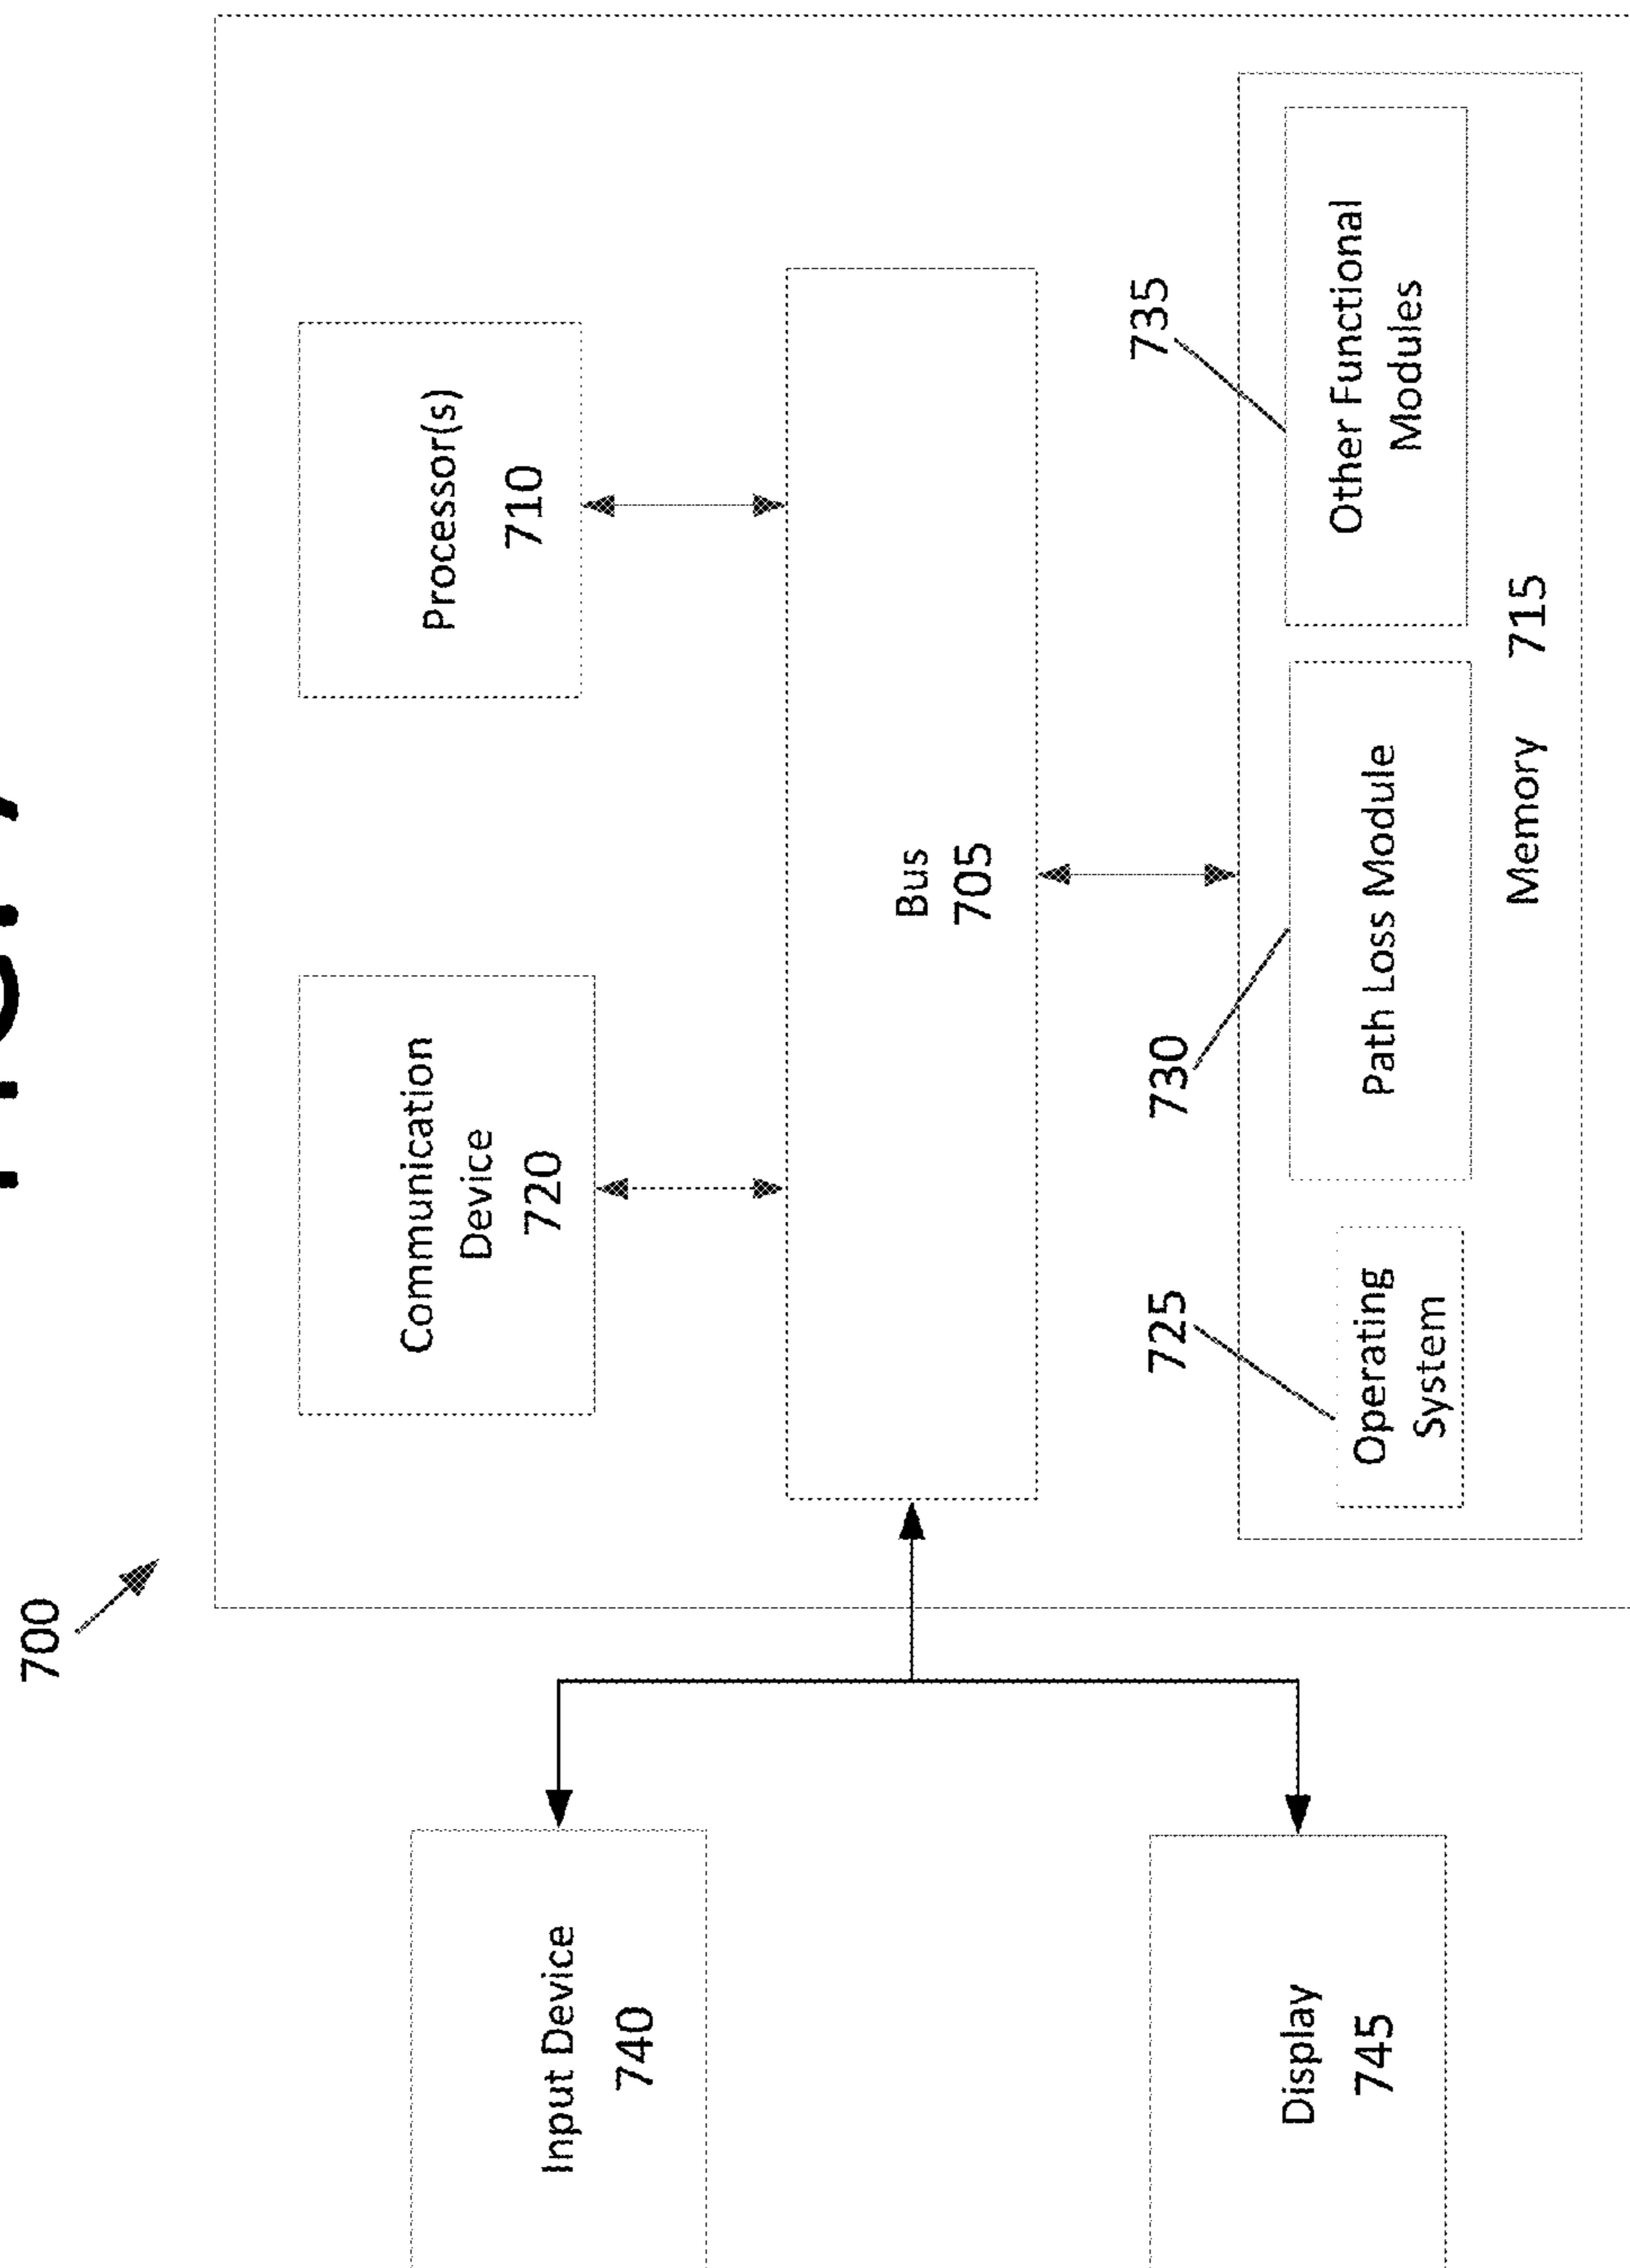 700
Communication
Device
720
Processor(s)
710
Input Device
740
Bus
705
725
730
735
Display
745
Operating
System
Path Loss Module
Other Functional
Modules
Memory 715